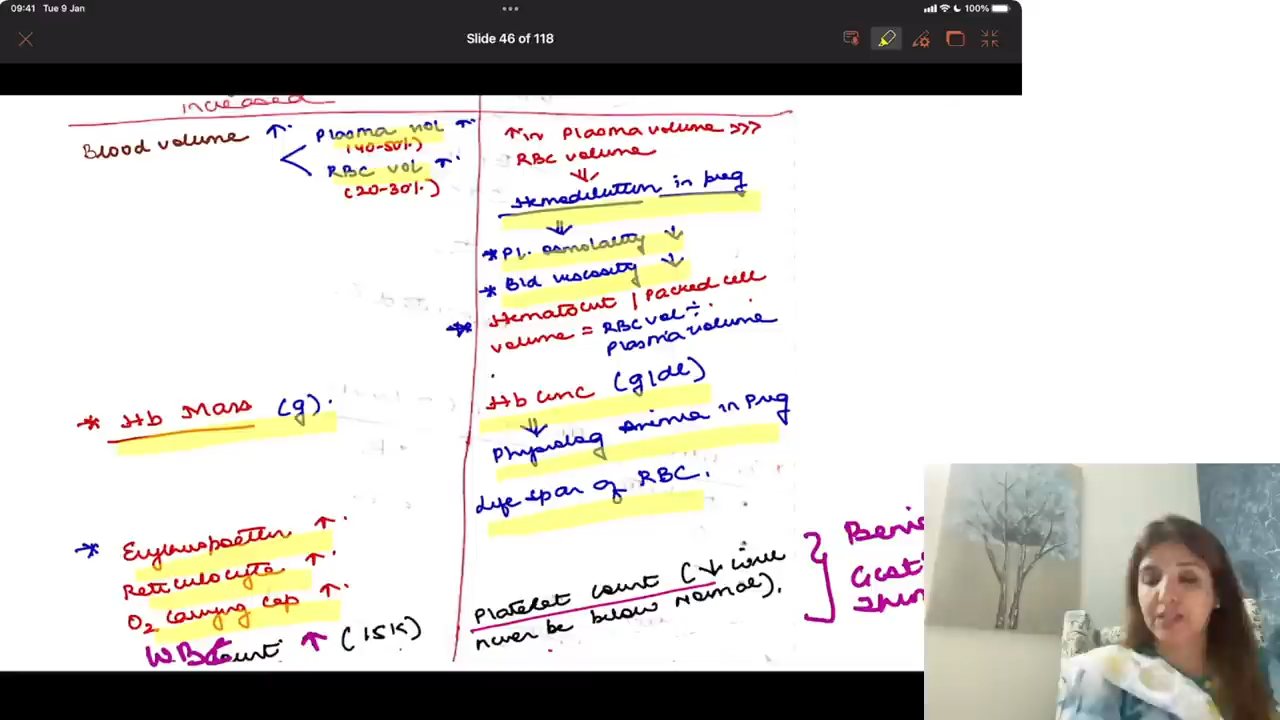 09:41 Tue 9 Jan
100%
Slide 46 of 118
increased
Blood volume ↑
Plasma vol ↑
(40-50%)
RBC vol ↑
(20-30%)
↑ in Plasma volume >>>
RBC volume
⇓
Hemodilution in preg
⇓
* Pl. osmolality ↓
* Bld viscosity ↓
Hematocrit | Packed cell
volume = RBC vol ÷
Plasma volume
* Hb Mass (g).
Hb conc (g/dl)
⇓
Physiolog Anemia in Preg
Life span of RBC.
* Erythropoettin ↑
Reticulocyte ↑
O₂ carrying cap ↑
WBC count ↑ (15K)
Platelet count (↓
never be below normal).